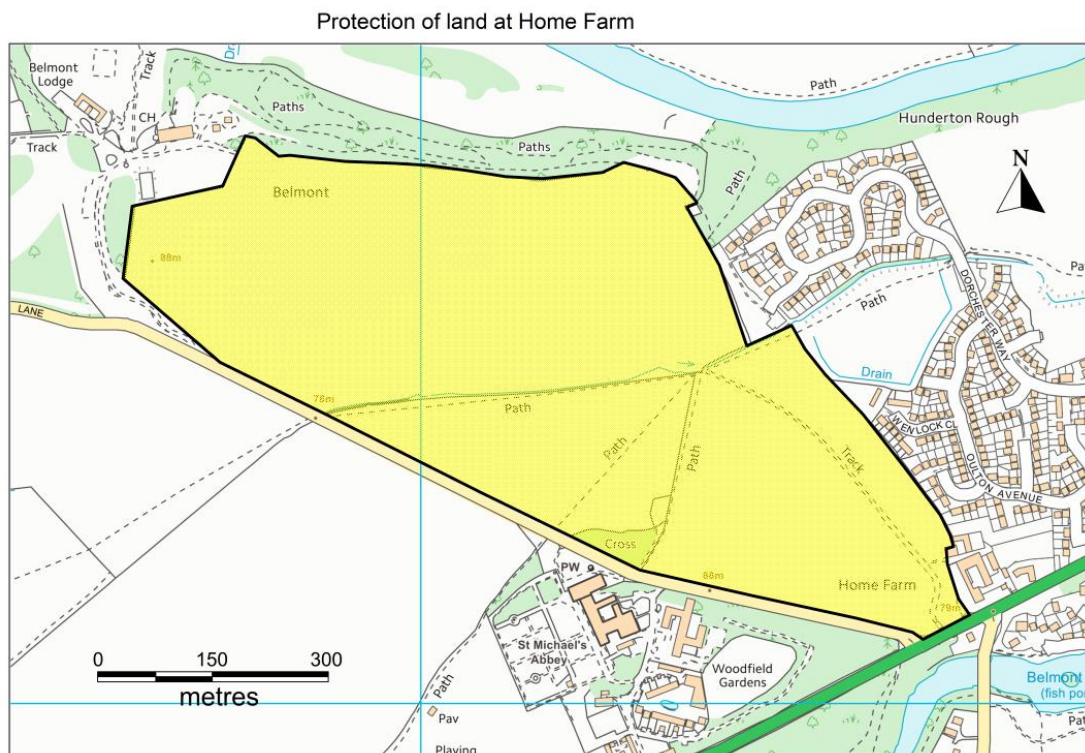 Protection of land at Home Farm
Belmont
Lodge
Track
Track
CH
Paths
Paths
Path
Path
Hunderton Rough
N
Belmont
88m
LANE
78m
Path
Path
Path
Track
Path
Drain
DORCHESTER WAY
WENLOCK CL
OULTON AVENUE
Cross
PW
88m
Home Farm
79m
St Michael's
Abbey
Woodfield
Gardens
0 150 300
metres
Path
Pav
Playing
Belmont